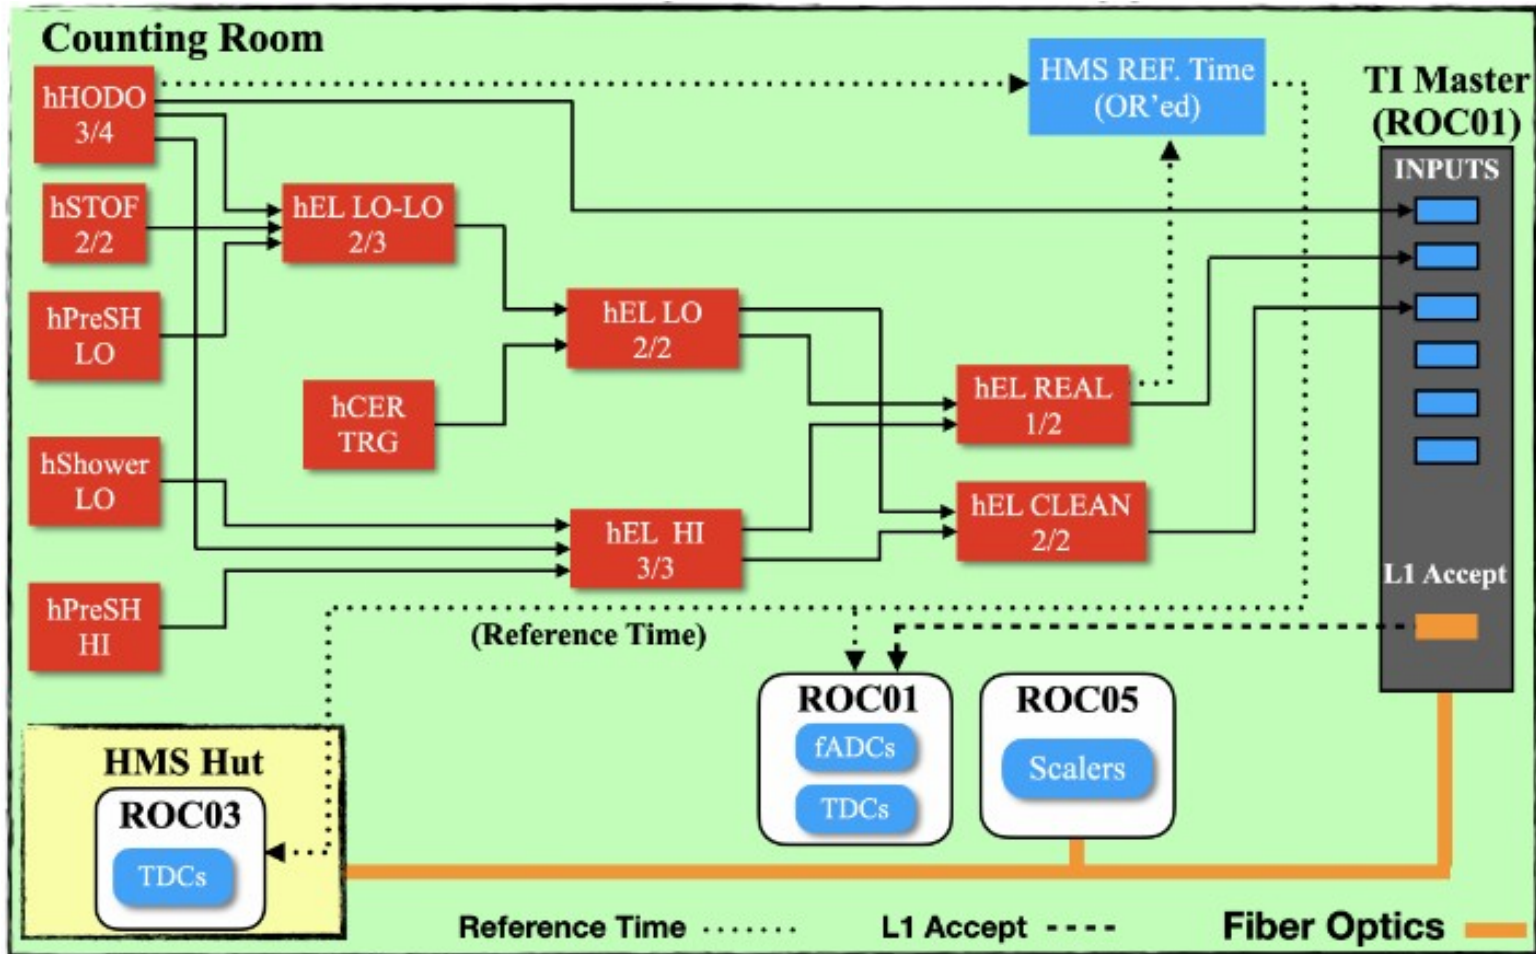 Counting Room
hHODO
3/4
HMS REF. Time
(OR'ed)
TI Master
(ROC01)
INPUTS
hSTOF
2/2
hEL LO-LO
2/3
hPreSH
LO
hEL LO
2/2
hCER
TRG
hEL REAL
1/2
hShower
LO
hEL CLEAN
2/2
hEL HI
3/3
hPreSH
HI
L1 Accept
(Reference Time)
ROC01
fADCs
TDCs
ROC05
Scalers
HMS Hut
ROC03
TDCs
Reference Time
L1 Accept
Fiber Optics